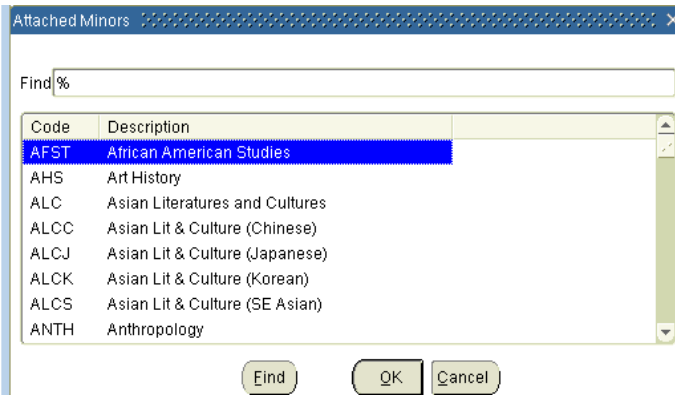 Attached Minors
Find %
Code Description
AFST African American Studies
AHS Art History
ALC Asian Literatures and Cultures
ALCC Asian Lit & Culture (Chinese)
ALCJ Asian Lit & Culture (Japanese)
ALCK Asian Lit & Culture (Korean)
ALCS Asian Lit & Culture (SE Asian)
ANTH Anthropology
Find OK Cancel